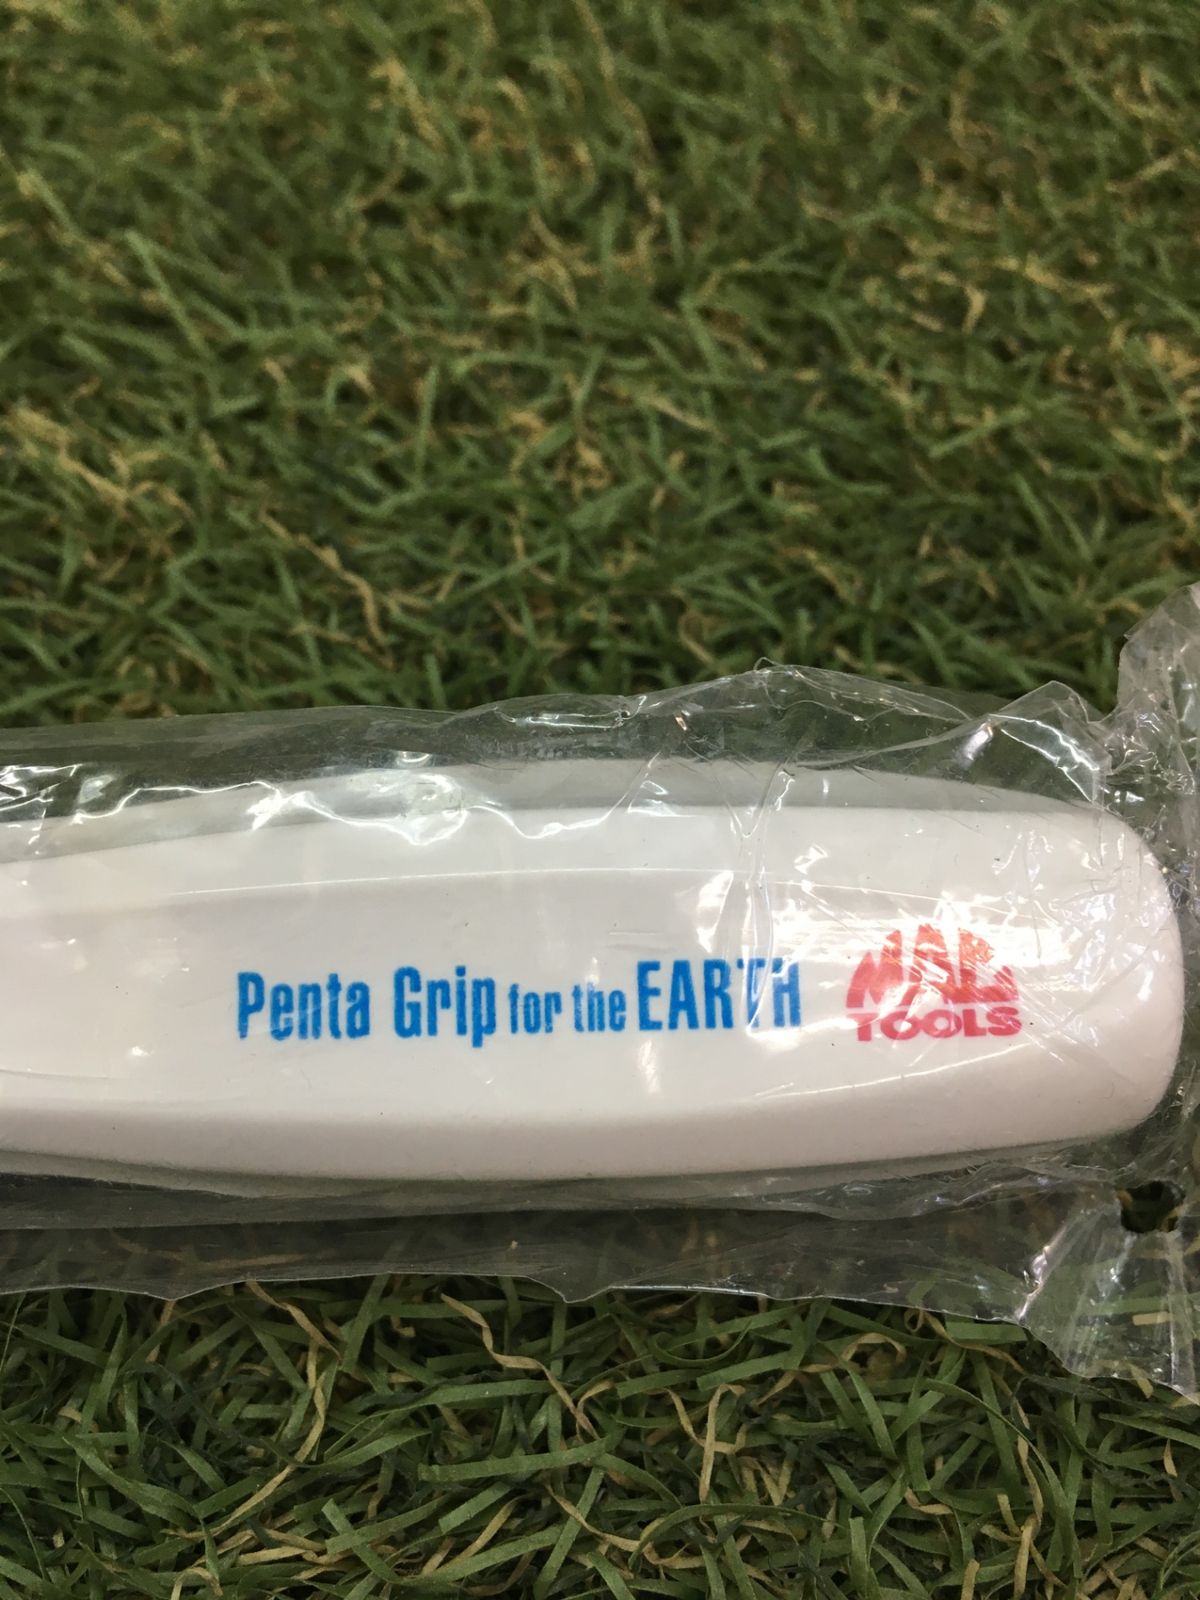 Penta Grip for the EARTH
MAC
TOOLS